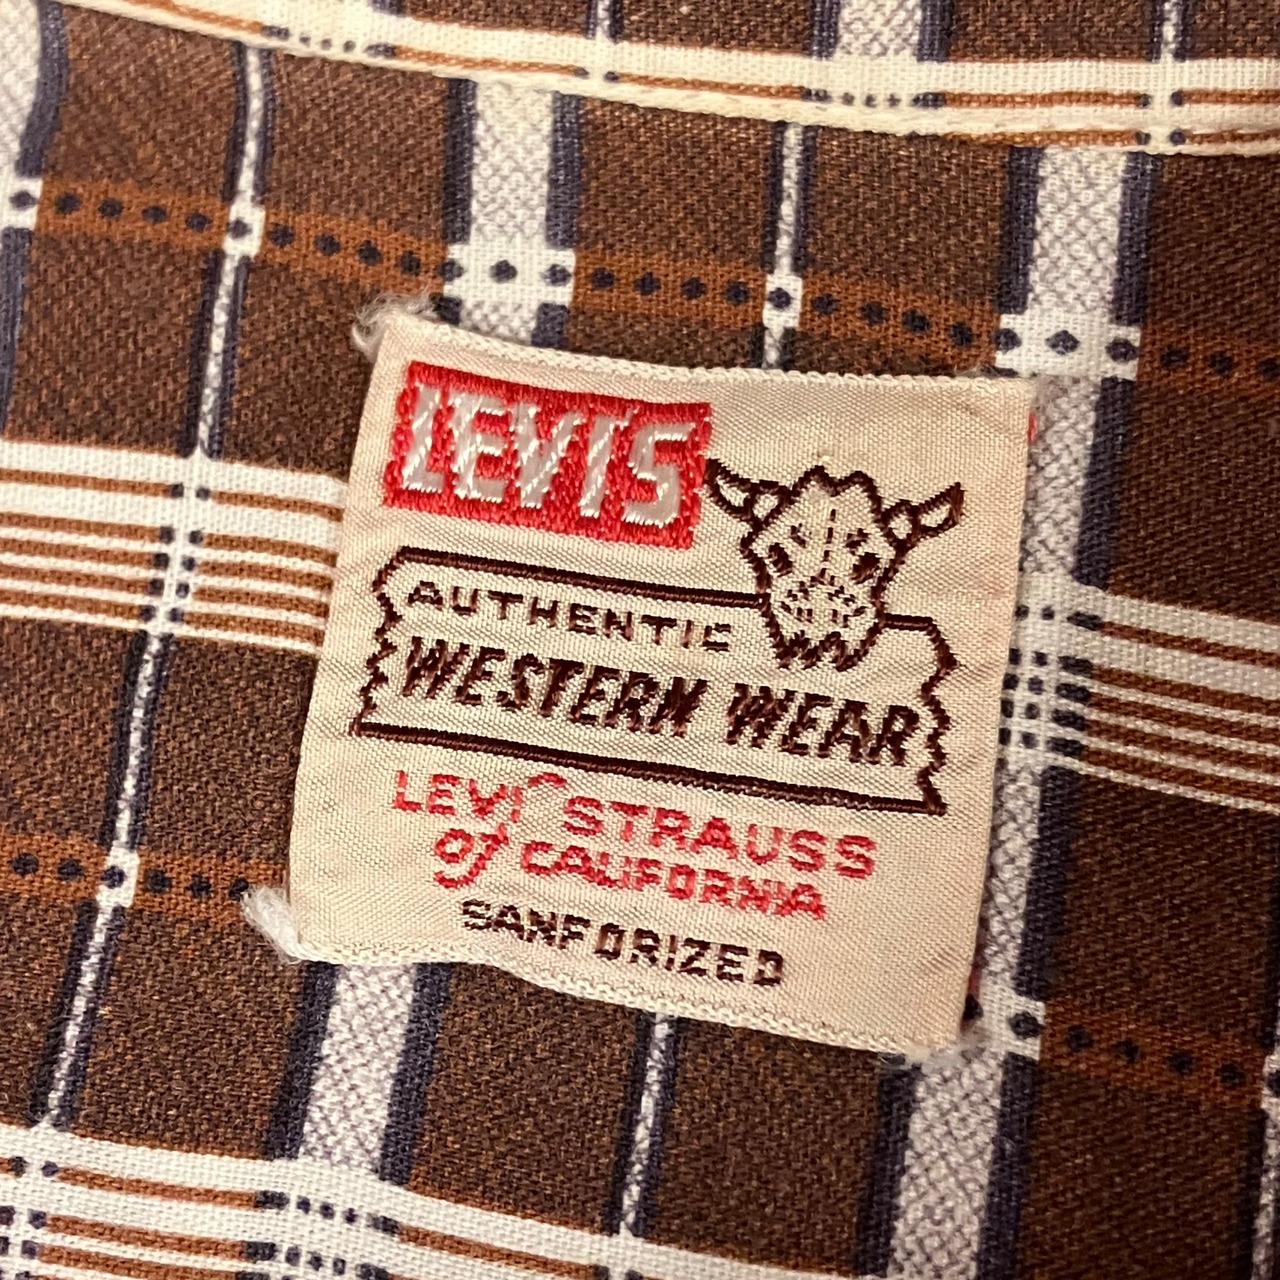 LEVI'S
AUTHENTIC
WESTERN WEAR
LEVI STRAUSS
of CALIFORNIA
SANFORIZED